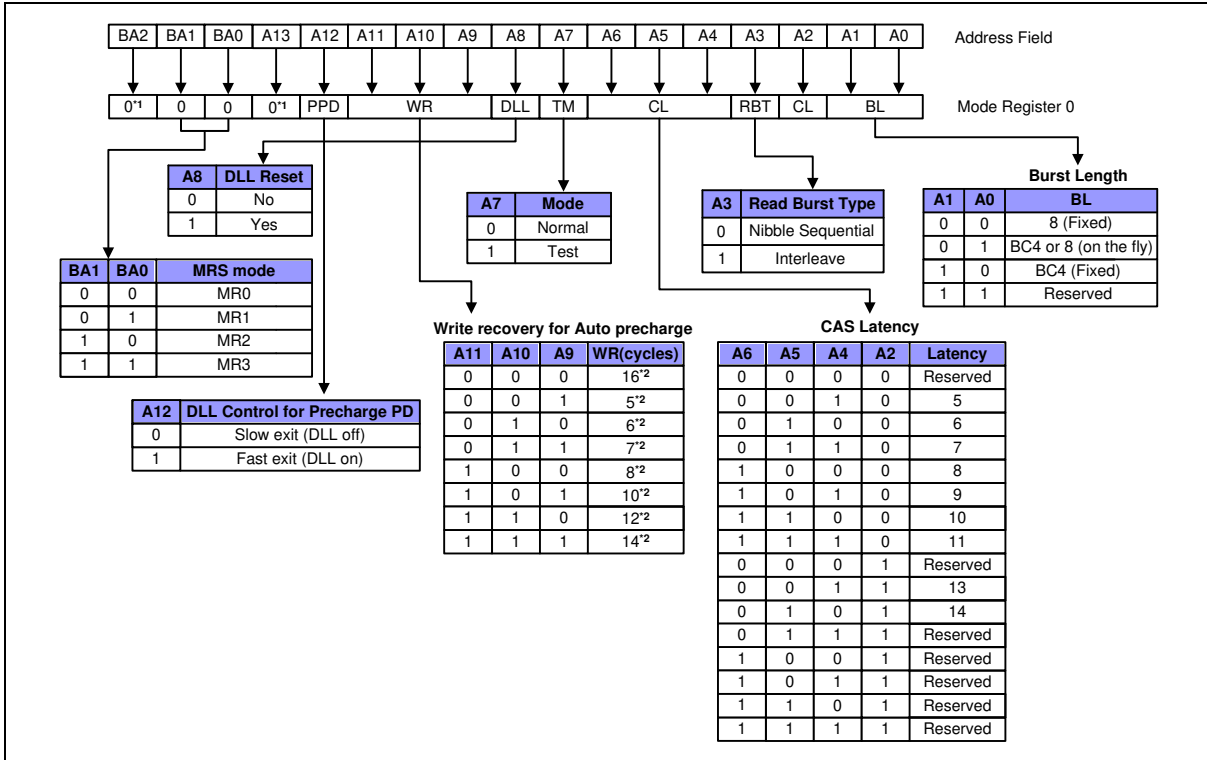 BA2 BA1 BA0 A13 A12 A11 A10 A9 A8 A7 A6 A5 A4 A3 A2 A1 A0 Address Field
0*1 0 0 0*1 PPD WR DLL TM CL RBT CL BL Mode Register 0
A8 DLL Reset
0 No
1 Yes
A7 Mode
0 Normal
1 Test
A3 Read Burst Type
0 Nibble Sequential
1 Interleave
Burst Length
A1 A0 BL
0 0 8 (Fixed)
0 1 BC4 or 8 (on the fly)
1 0 BC4 (Fixed)
1 1 Reserved
BA1 BA0 MRS mode
0 0 MR0
0 1 MR1
1 0 MR2
1 1 MR3
A12 DLL Control for Precharge PD
0 Slow exit (DLL off)
1 Fast exit (DLL on)
Write recovery for Auto precharge
A11 A10 A9 WR(cycles)
0 0 0 16*2
0 0 1 5*2
0 1 0 6*2
0 1 1 7*2
1 0 0 8*2
1 0 1 10*2
1 1 0 12*2
1 1 1 14*2
CAS Latency
A6 A5 A4 A2 Latency
0 0 0 0 Reserved
0 0 1 0 5
0 1 0 0 6
0 1 1 0 7
1 0 0 0 8
1 0 1 0 9
1 1 0 0 10
1 1 1 0 11
0 0 0 1 Reserved
0 0 1 1 13
0 1 0 1 14
0 1 1 1 Reserved
1 0 0 1 Reserved
1 0 1 1 Reserved
1 1 0 1 Reserved
1 1 1 1 Reserved